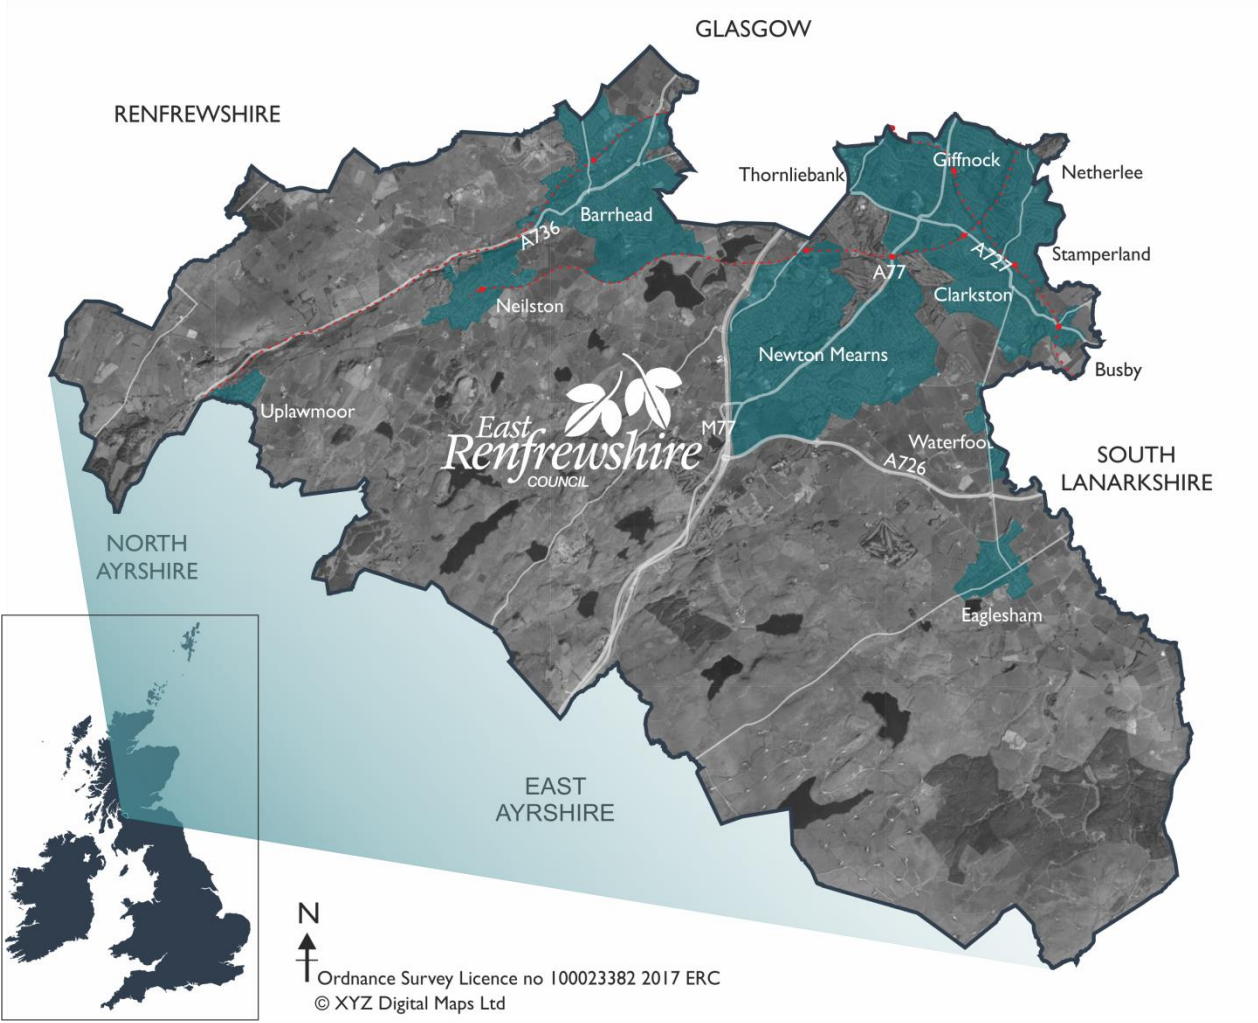 GLASGOW
RENFREWSHIRE
Giffnock
Thornliebank
Netherlee
Barrhead
A736
Stamperland
A727
A77
Clarkston
Neilston
Newton Mearns
Busby
Uplawmoor
East
Renfrewshire
COUNCIL
M77
Waterfoot
A726
SOUTH
LANARKSHIRE
NORTH
AYRSHIRE
Eaglesham
EAST
AYRSHIRE
N
Ordnance Survey Licence no 100023382 2017 ERC
© XYZ Digital Maps Ltd